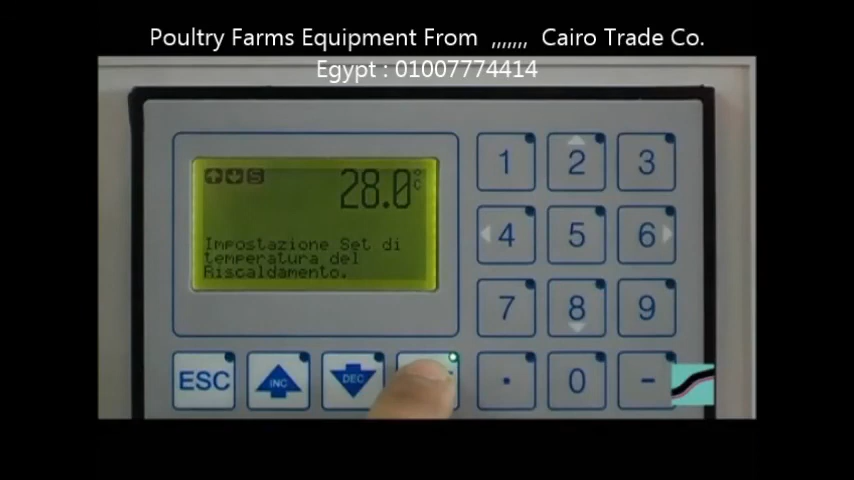 Poultry Farms Equipment From ,,,,,,, Cairo Trade Co.
Egypt : 01007774414
S 28.0°C
Impostazione Set di
temperatura del
Riscaldamento.
1 2 3
4 5 6
7 8 9
ESC INC DEC . 0 -